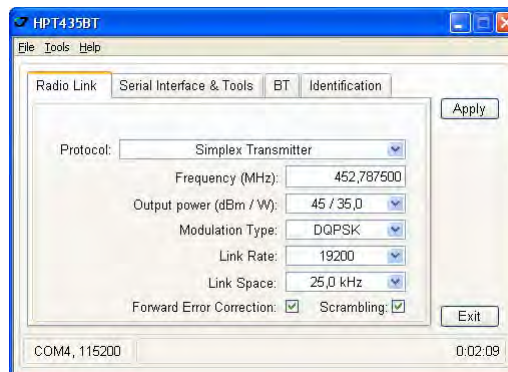 HPT435BT
File Tools Help
Radio Link Serial Interface & Tools BT Identification
Apply
Protocol: Simplex Transmitter
Frequency (MHz): 452,787500
Output power (dBm / W): 45 / 35,0
Modulation Type: DQPSK
Link Rate: 19200
Link Space: 25,0 kHz
Forward Error Correction: Scrambling:
Exit
COM4, 115200 0:02:09